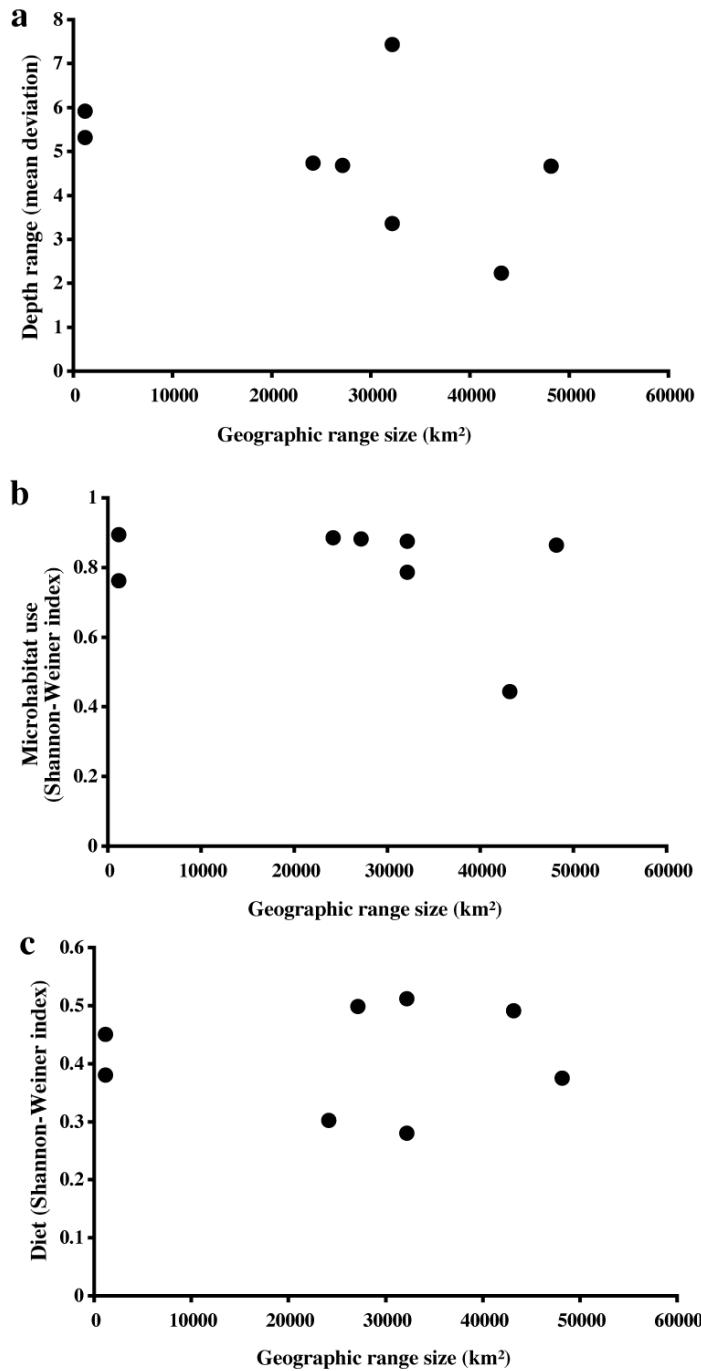 a
8
7
6
5
4
3
2
1
0
Depth range (mean deviation)
0 10000 20000 30000 40000 50000 60000
Geographic range size (km²)
b
1
0.8
0.6
0.4
0.2
0
Microhabitat use
(Shannon-Weiner index)
0 10000 20000 30000 40000 50000 60000
Geographic range size (km²)
c
0.6
0.5
0.4
0.3
0.2
0.1
0
Diet (Shannon-Weiner index)
0 10000 20000 30000 40000 50000 60000
Geographic range size (km²)